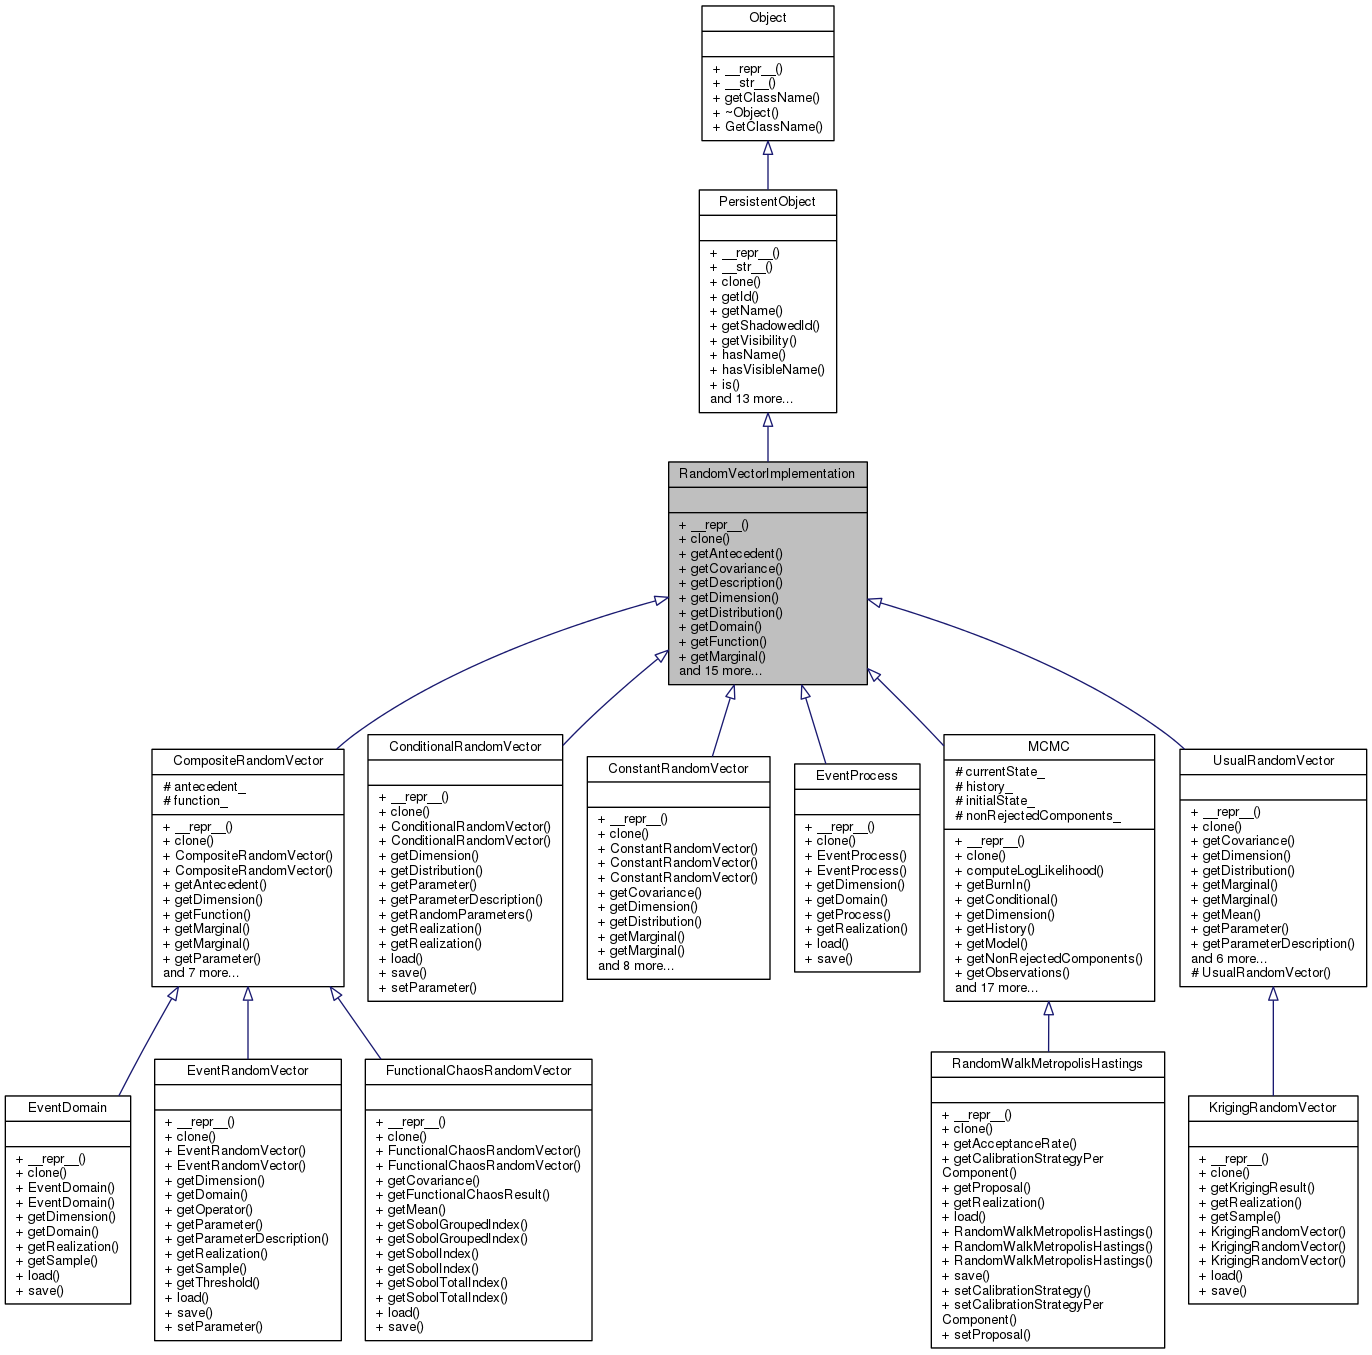 Object
+ __repr__()
+ __str__()
+ getClassName()
+ ~Object()
+ GetClassName()
PersistentObject
+ __repr__()
+ __str__()
+ clone()
+ getId()
+ getName()
+ getShadowedId()
+ getVisibility()
+ hasName()
+ hasVisibleName()
+ is()
and 13 more...
RandomVectorImplementation
+ __repr__()
+ clone()
+ getAntecedent()
+ getCovariance()
+ getDescription()
+ getDimension()
+ getDistribution()
+ getDomain()
+ getFunction()
+ getMarginal()
and 15 more...
CompositeRandomVector
# antecedent_
# function_
+ __repr__()
+ clone()
+ CompositeRandomVector()
+ CompositeRandomVector()
+ getAntecedent()
+ getDimension()
+ getFunction()
+ getMarginal()
+ getMarginal()
+ getParameter()
and 7 more...
ConditionalRandomVector
+ __repr__()
+ clone()
+ ConditionalRandomVector()
+ ConditionalRandomVector()
+ getDimension()
+ getDistribution()
+ getParameter()
+ getParameterDescription()
+ getRandomParameters()
+ getRealization()
+ getRealization()
+ load()
+ save()
+ setParameter()
ConstantRandomVector
+ __repr__()
+ clone()
+ ConstantRandomVector()
+ ConstantRandomVector()
+ ConstantRandomVector()
+ getCovariance()
+ getDimension()
+ getDistribution()
+ getMarginal()
+ getMarginal()
and 8 more...
EventProcess
+ __repr__()
+ clone()
+ EventProcess()
+ EventProcess()
+ getDimension()
+ getDomain()
+ getProcess()
+ getRealization()
+ load()
+ save()
MCMC
# currentState_
# history_
# initialState_
# nonRejectedComponents_
+ __repr__()
+ clone()
+ computeLogLikelihood()
+ getBurnIn()
+ getConditional()
+ getDimension()
+ getHistory()
+ getModel()
+ getNonRejectedComponents()
+ getObservations()
and 17 more...
UsualRandomVector
+ __repr__()
+ clone()
+ getCovariance()
+ getDimension()
+ getDistribution()
+ getMarginal()
+ getMarginal()
+ getMean()
+ getParameter()
+ getParameterDescription()
and 6 more...
# UsualRandomVector()
EventDomain
+ __repr__()
+ clone()
+ EventDomain()
+ EventDomain()
+ getDimension()
+ getDomain()
+ getRealization()
+ getSample()
+ load()
+ save()
EventRandomVector
+ __repr__()
+ clone()
+ EventRandomVector()
+ EventRandomVector()
+ getDimension()
+ getDomain()
+ getOperator()
+ getParameter()
+ getParameterDescription()
+ getRealization()
+ getSample()
+ getThreshold()
+ load()
+ save()
+ setParameter()
FunctionalChaosRandomVector
+ __repr__()
+ clone()
+ FunctionalChaosRandomVector()
+ FunctionalChaosRandomVector()
+ getCovariance()
+ getFunctionalChaosResult()
+ getMean()
+ getSobolGroupedIndex()
+ getSobolGroupedIndex()
+ getSobolIndex()
+ getSobolIndex()
+ getSobolTotalIndex()
+ getSobolTotalIndex()
+ load()
+ save()
RandomWalkMetropolisHastings
+ __repr__()
+ clone()
+ getAcceptanceRate()
+ getCalibrationStrategyPer
Component()
+ getProposal()
+ getRealization()
+ load()
+ RandomWalkMetropolisHastings()
+ RandomWalkMetropolisHastings()
+ RandomWalkMetropolisHastings()
+ save()
+ setCalibrationStrategy()
+ setCalibrationStrategyPer
Component()
+ setProposal()
KrigingRandomVector
+ __repr__()
+ clone()
+ getKrigingResult()
+ getRealization()
+ getSample()
+ KrigingRandomVector()
+ KrigingRandomVector()
+ KrigingRandomVector()
+ load()
+ save()